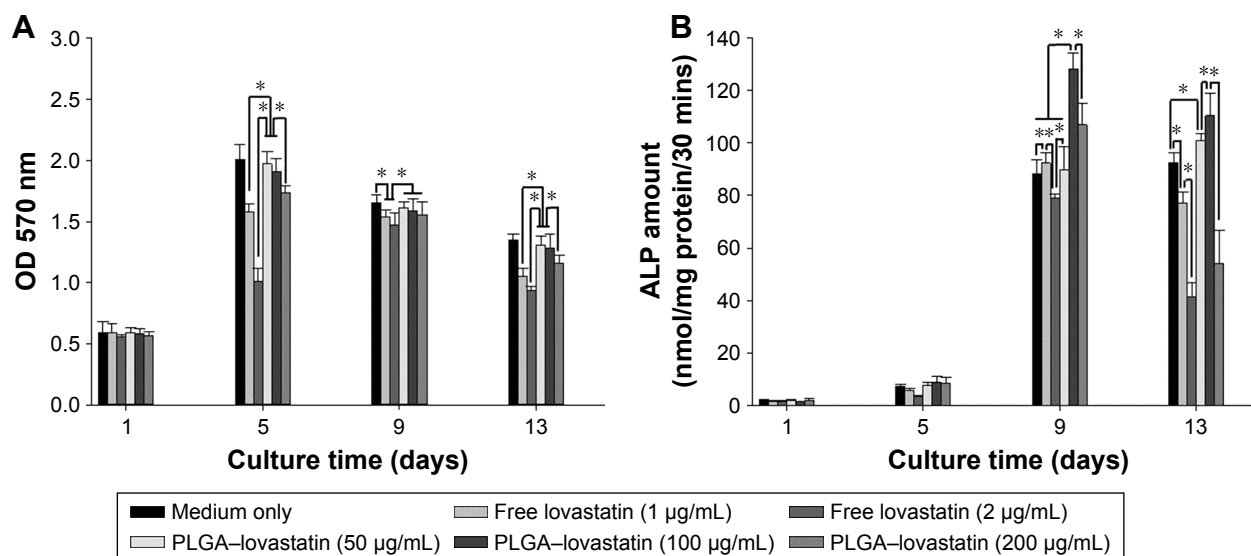 A
3.0
2.5
2.0
1.5
1.0
0.5
0.0
OD 570 nm
* * * *
* *
* * *
1 5 9 13
Culture time (days)
B
140
120
100
80
60
40
20
0
ALP amount
(nmol/mg protein/30 mins)
* *
** *
* **
* *
1 5 9 13
Culture time (days)
Medium only Free lovastatin (1 µg/mL) Free lovastatin (2 µg/mL)
PLGA–lovastatin (50 µg/mL) PLGA–lovastatin (100 µg/mL) PLGA–lovastatin (200 µg/mL)